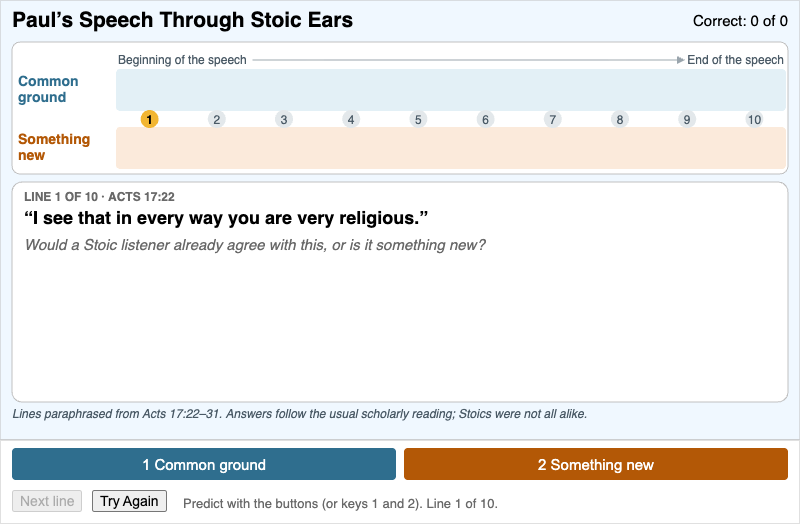 Paul’s Speech Through Stoic Ears
Correct: 0 of 0
Beginning of the speech
End of the speech
Common
ground
1 2 3 4 5 6 7 8 9 10
Something
new
LINE 1 OF 10 · ACTS 17:22
“I see that in every way you are very religious.”
Would a Stoic listener already agree with this, or is it something new?
Lines paraphrased from Acts 17:22–31. Answers follow the usual scholarly reading; Stoics were not all alike.
1 Common ground
2 Something new
Next line
Try Again
Predict with the buttons (or keys 1 and 2). Line 1 of 10.